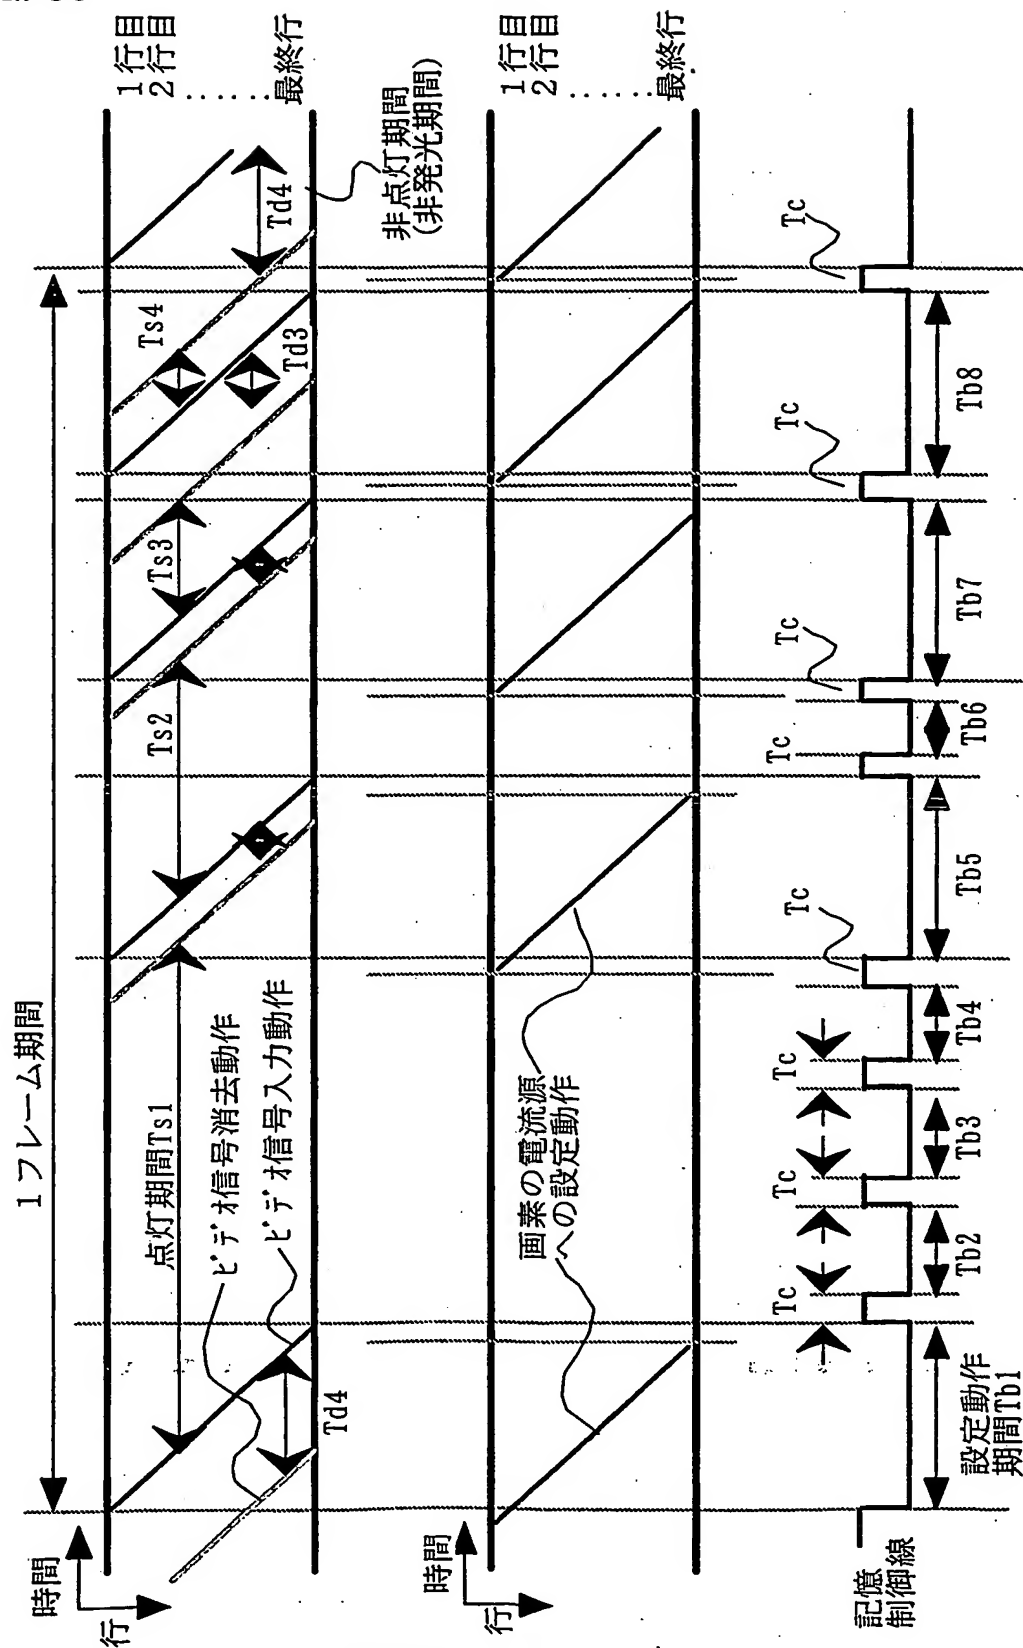 時間
行
1フレーム期間
1行目
2行目
......
最終行
点灯期間Ts1
Ts2
Ts3
Ts4
Td4
Td3
Td4
ビデオ信号消去動作
ビデオ信号入力動作
非点灯期間
(非発光期間)
時間
行
1行目
2行目
......
最終行
画素の電流源
への設定動作
記憶
制御線
Tc
Tc
Tc
Tc
Tc
Tc
Tc
Tc
設定動作
期間Tb1
Tb2
Tb3
Tb4
Tb5
Tb6
Tb7
Tb8